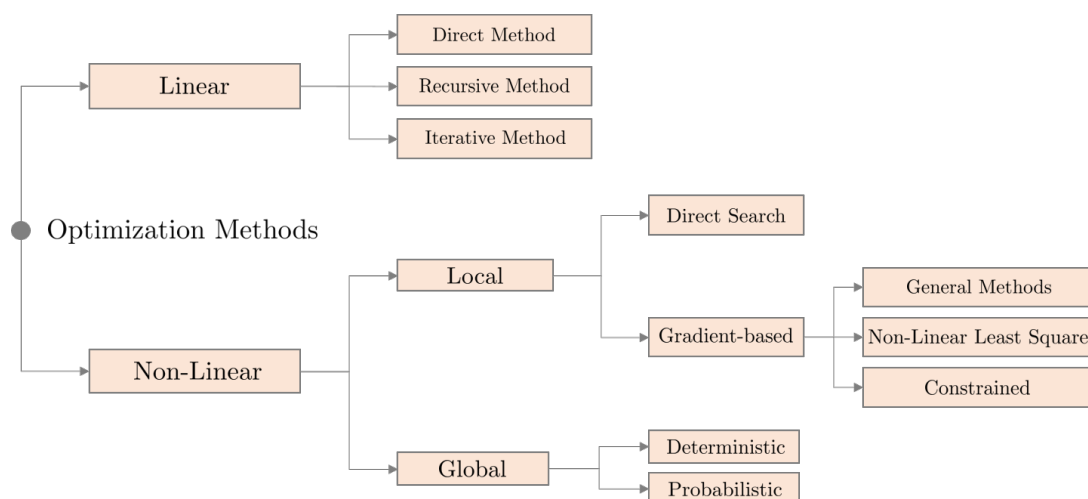 Direct Method
Linear
Recursive Method
Iterative Method
Optimization Methods
Direct Search
Local
General Methods
Gradient-based
Non-Linear Least Square
Non-Linear
Constrained
Deterministic
Global
Probabilistic